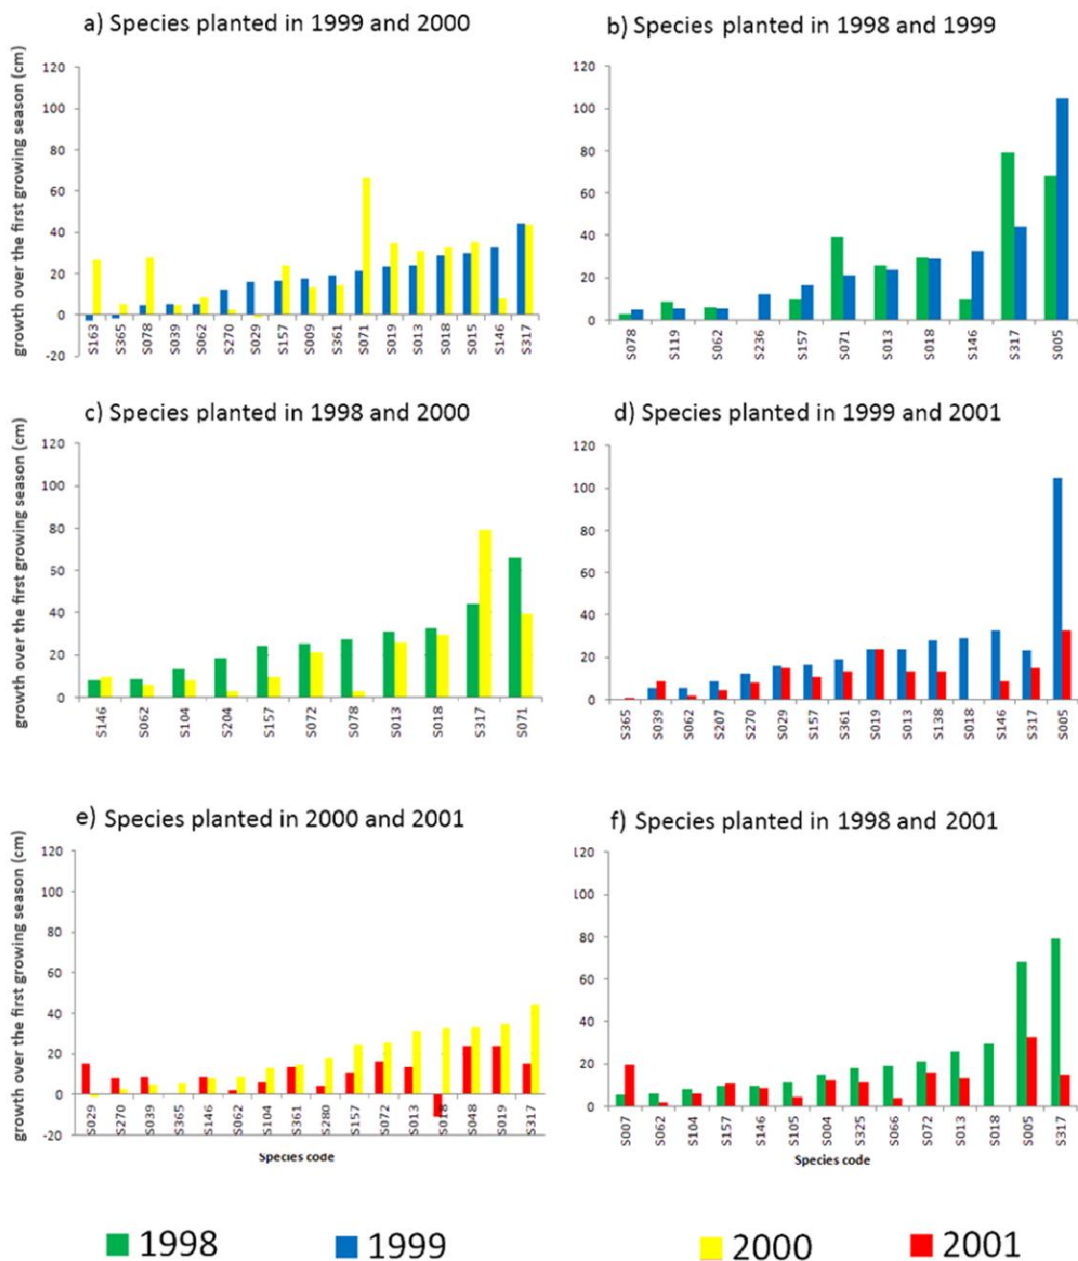 a) Species planted in 1999 and 2000
growth over the first growing season (cm)
120
100
80
60
40
20
0
-20
S163 S365 S078 S039 S062 S270 S029 S157 S009 S361 S071 S019 S013 S018 S015 S146 S317
b) Species planted in 1998 and 1999
120
100
80
60
40
20
0
S078 S119 S062 S236 S157 S071 S013 S018 S146 S317 S005
c) Species planted in 1998 and 2000
growth over the first growing season (cm)
120
100
80
60
40
20
0
S146 S062 S104 S204 S157 S072 S078 S013 S018 S317 S071
d) Species planted in 1999 and 2001
120
100
80
60
40
20
0
S365 S039 S062 S207 S270 S029 S157 S361 S019 S013 S138 S018 S146 S317 S005
e) Species planted in 2000 and 2001
growth over the first growing season (cm)
120
100
80
60
40
20
0
-20
S029 S270 S039 S365 S146 S062 S104 S361 S280 S157 S072 S013 S018 S048 S019 S317
Species code
f) Species planted in 1998 and 2001
120
100
80
60
40
20
0
S007 S062 S104 S157 S146 S105 S004 S325 S066 S072 S013 S018 S005 S317
Species code
1998 1999 2000 2001